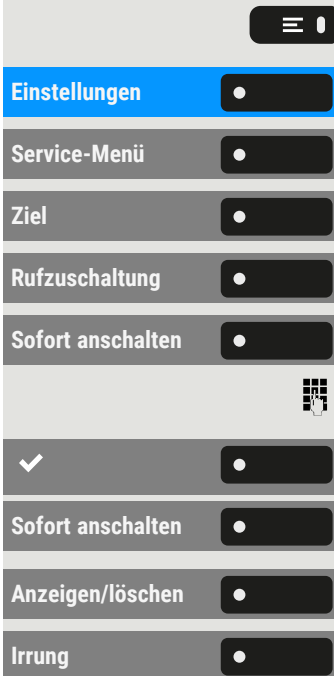 Einstellungen
Service-Menü
Ziel
Rufzuschaltung
Sofort anschalten
Sofort anschalten
Anzeigen/löschen
Irrung